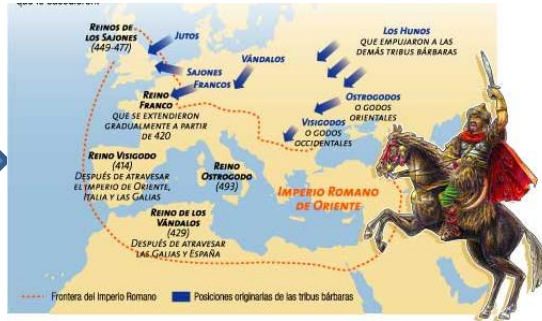 REINOS DE
LOS SAJONES
(449-477)
JUTOS
SAJONES
FRANCOS
VÁNDALOS
LOS HUNOS
QUE EMPUJARON A LAS
DEMÁS TRIBUS BÁRBARAS
REINO
FRANCO
QUE SE EXTENDIERON
GRADUALMENTE A PARTIR
DE 420
OSTROGODOS
O GODOS
ORIENTALES
VISIGODOS
O GODOS
OCCIDENTALES
REINO VISIGODO
(414)
DESPUÉS DE ATRAVESAR
EL IMPERIO DE ORIENTE,
ITALIA Y LAS GALIAS
REINO
OSTROGODO
(493)
IMPERIO ROMANO
DE ORIENTE
REINO DE LOS
VÁNDALOS
(429)
DESPUÉS DE ATRAVESAR
LAS GALIAS Y ESPAÑA
Frontera del Imperio Romano
Posiciones originarias de las tribus bárbaras